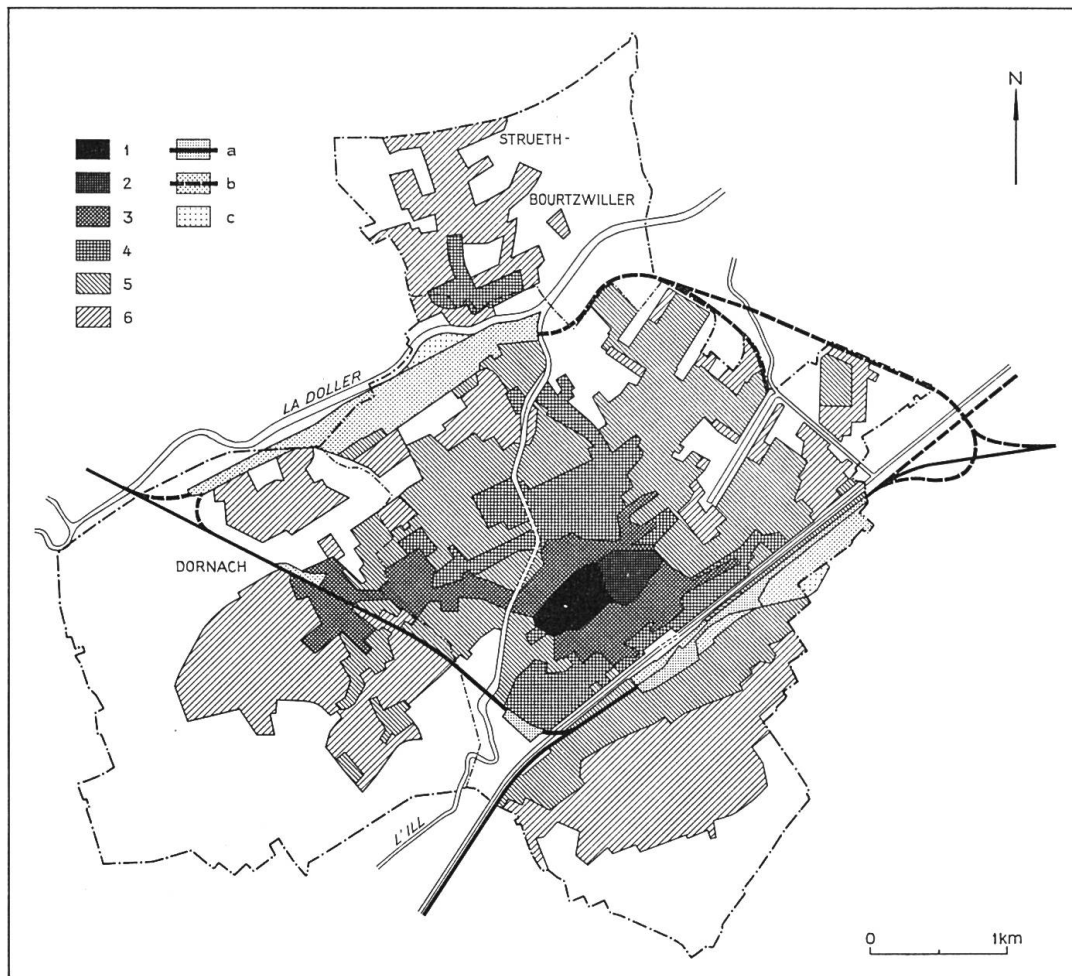 N
STRUETH-
1 a
2 b
3 c
4
5
6
BOURTZWILLER
LA DOLLER
DORNACH
L'ILL
0 1km